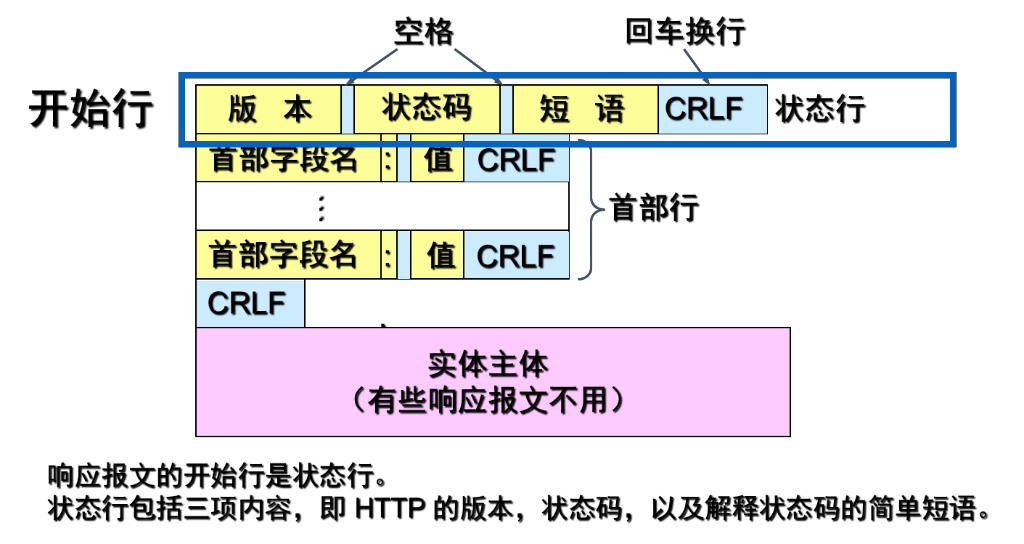 空格 回车换行
开始行 版 本 状态码 短 语 CRLF 状态行
首部字段名 : 值 CRLF
⋮ 首部行
首部字段名 : 值 CRLF
CRLF
实体主体
（有些响应报文不用）
响应报文的开始行是状态行。
状态行包括三项内容，即 HTTP 的版本，状态码，以及解释状态码的简单短语。